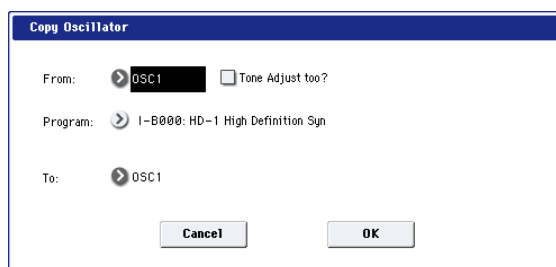 Copy Oscillator
From: OSC1 Tone Adjust too?
Program: I-B000: HD-1 High Definition Syn
To: OSC1
Cancel OK